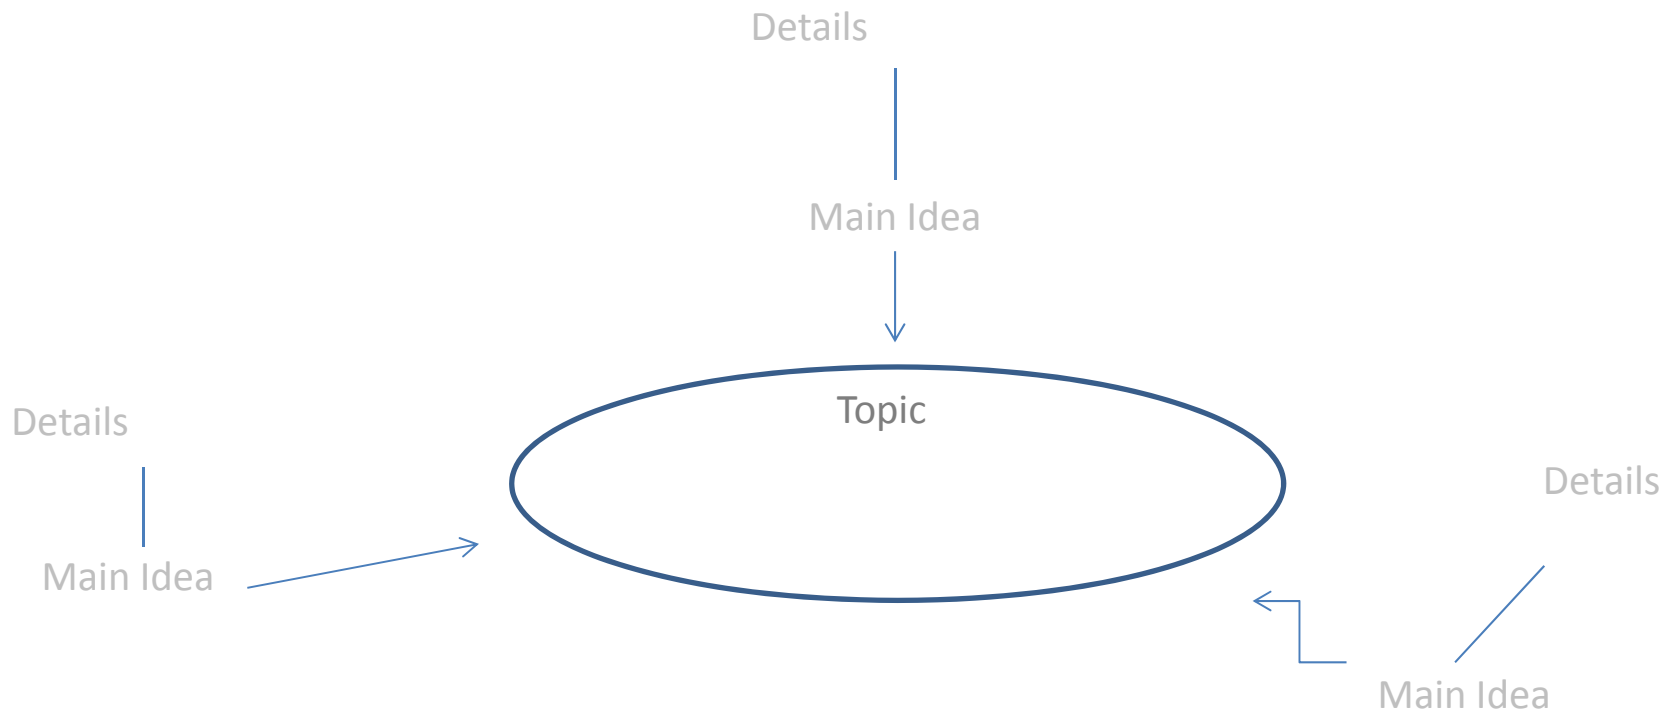 Details
Main Idea
Topic
Details
Details
Main Idea
Main Idea